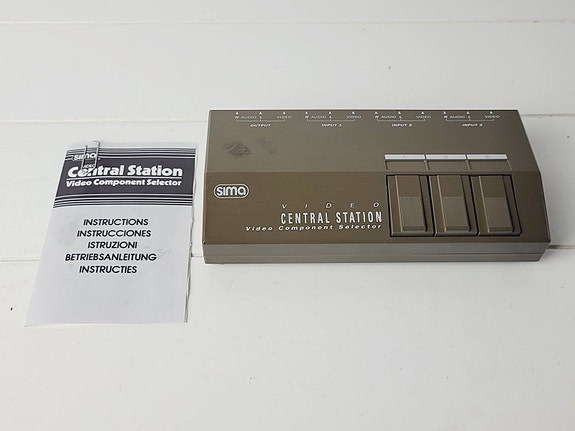 sima
Central Station
Video Component Selector
INSTRUCTIONS
INSTRUCCIONES
ISTRUZIONI
BETRIEBSANLEITUNG
INSTRUCTIES
R AUDIO L VIDEO R AUDIO L VIDEO R AUDIO L VIDEO R AUDIO L VIDEO
OUTPUT INPUT 1 INPUT 2 INPUT 3
sima
VIDEO
CENTRAL STATION
Video Component Selector